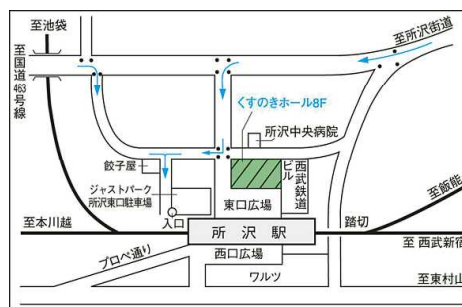 至池袋
至所沢街道
至国道463号線
くすのきホール8F
所沢中央病院
餃子屋
西武鉄道
ビル
至飯能
ジャストパーク
所沢東口駐車場
東口広場
入口
踏切
至本川越
所沢駅
至 西武新宿
プロペ通り
西口広場
ワルツ
至東村山